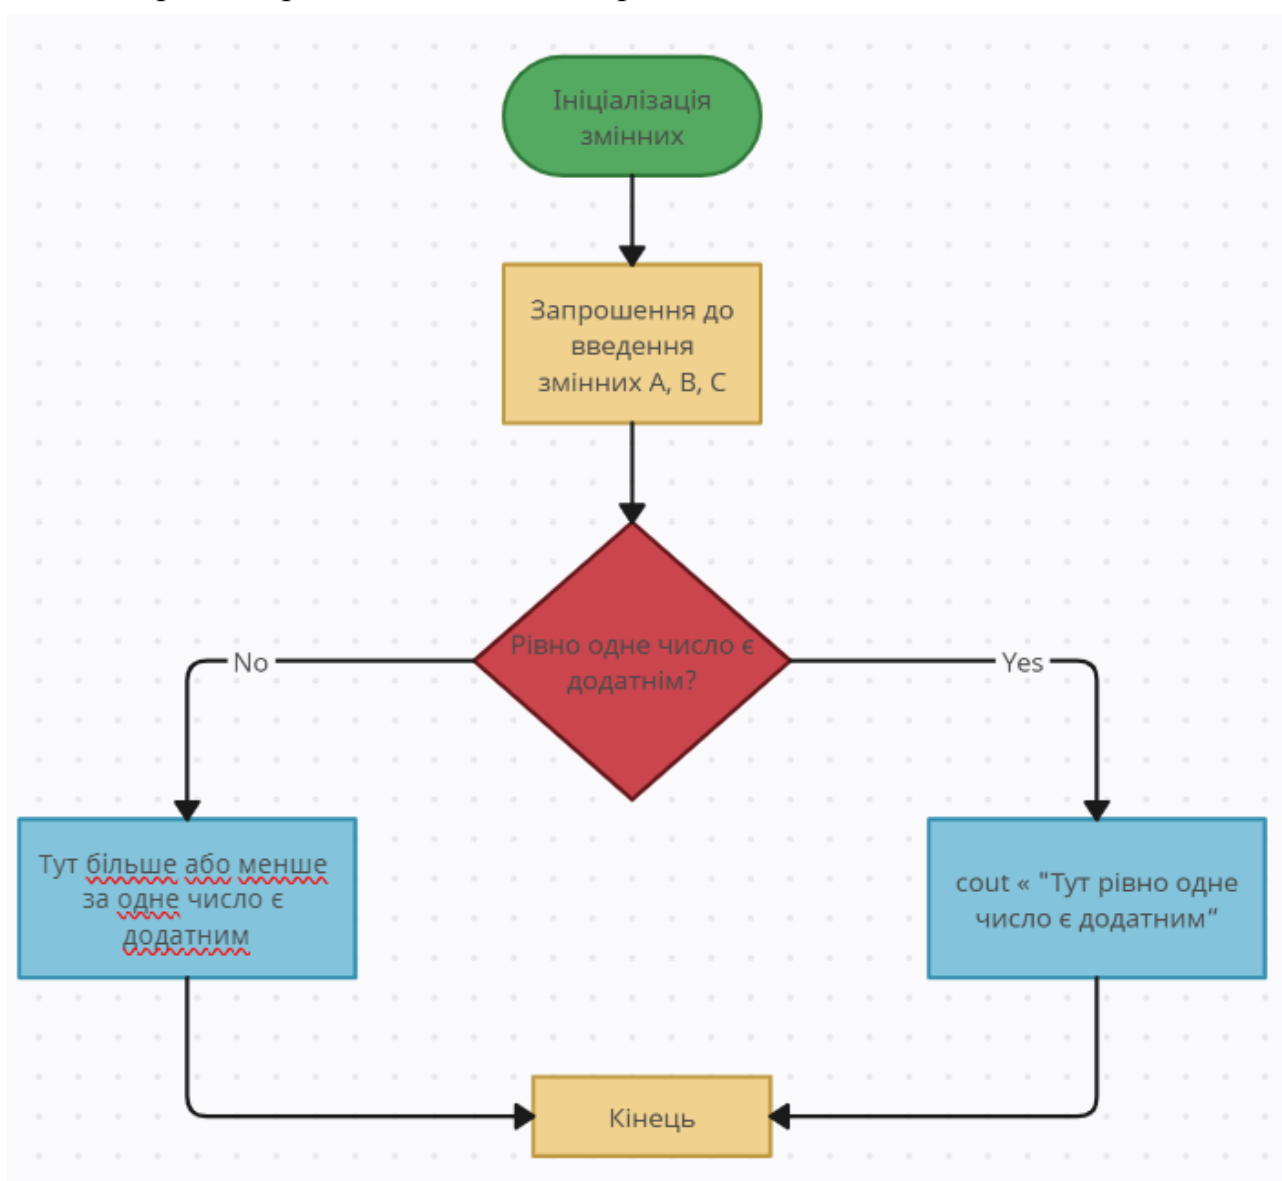 Ініціалізація
змінних
Запрошення до
введення
змінних А, В, С
Рівно одне число є
додатнім?
No
Yes
Тут більше або менше
за одне число є
додатним
cout « "Тут рівно одне
число є додатним“
Кінець